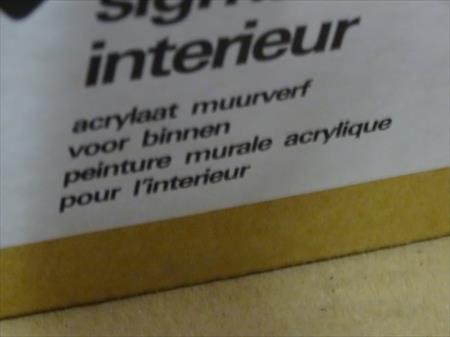 interieur
acrylaat muurverf
voor binnen
peinture murale acrylique
pour l'interieur